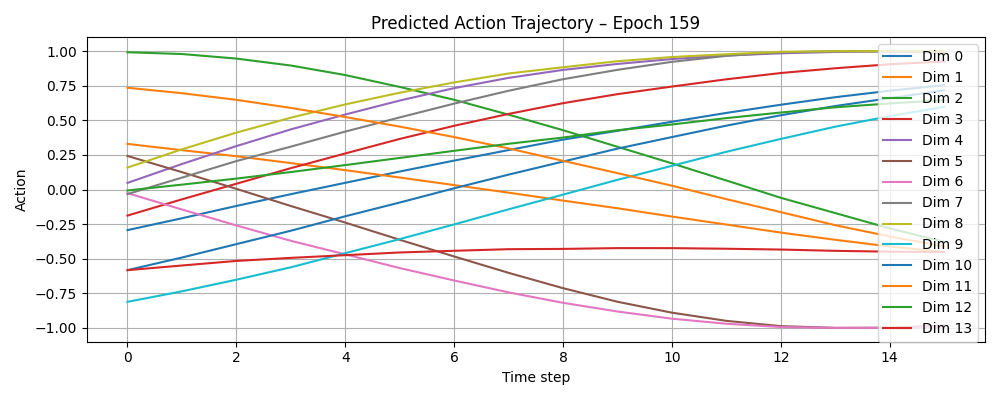 Predicted Action Trajectory – Epoch 159
Action
1.00
0.75
0.50
0.25
0.00
−0.25
−0.50
−0.75
−1.00
0 2 4 6 8 10 12 14
Time step
Dim 0
Dim 1
Dim 2
Dim 3
Dim 4
Dim 5
Dim 6
Dim 7
Dim 8
Dim 9
Dim 10
Dim 11
Dim 12
Dim 13